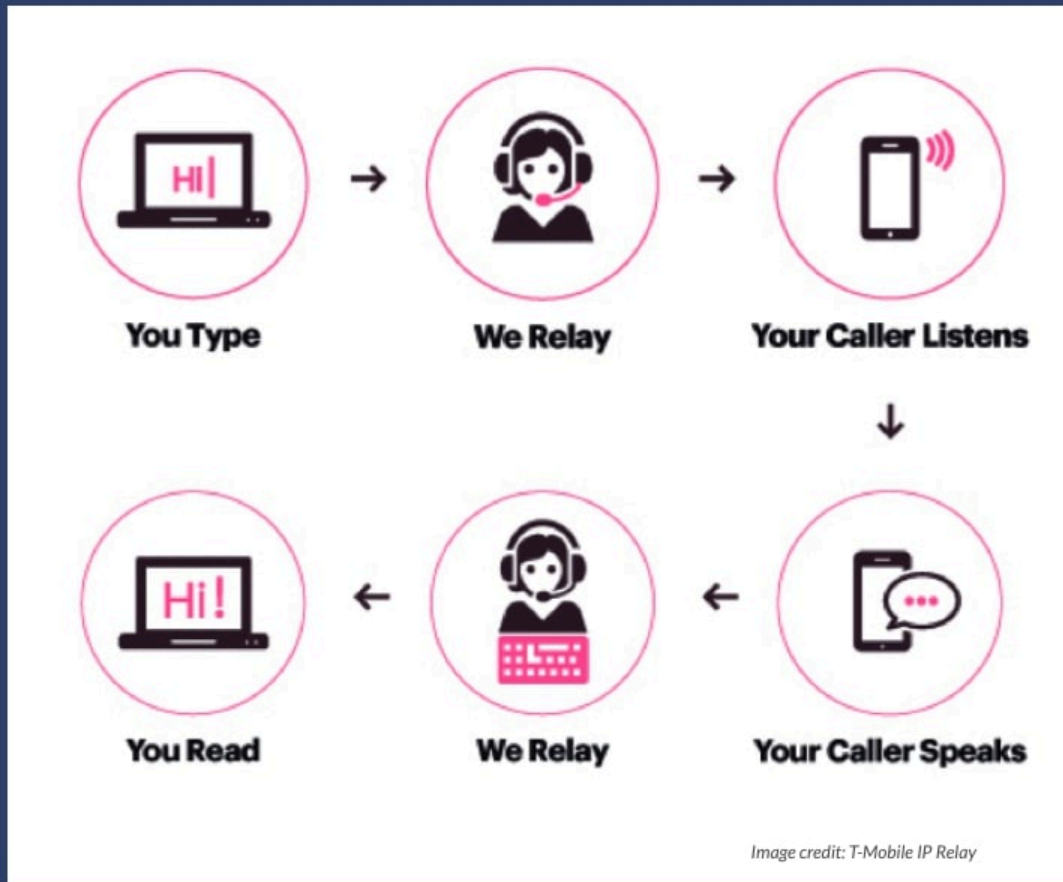 HI
You Type
We Relay
Your Caller Listens
Hi!
You Read
We Relay
Your Caller Speaks
Image credit: T-Mobile IP Relay